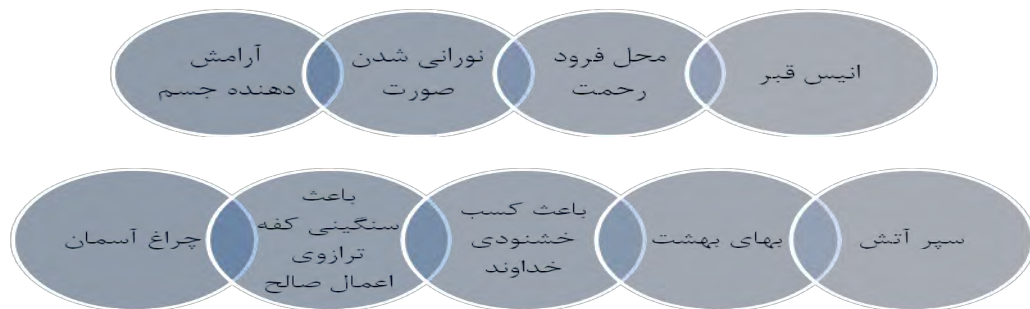 انیس قبر
محل فرود
رحمت
نورانی شدن
صورت
آرامش
دهنده جسم
سپر آتش
بهای بهشت
باعث کسب
خشنودی
خداوند
باعث
سنگینی کفه
ترازوی
اعمال صالح
چراغ آسمان